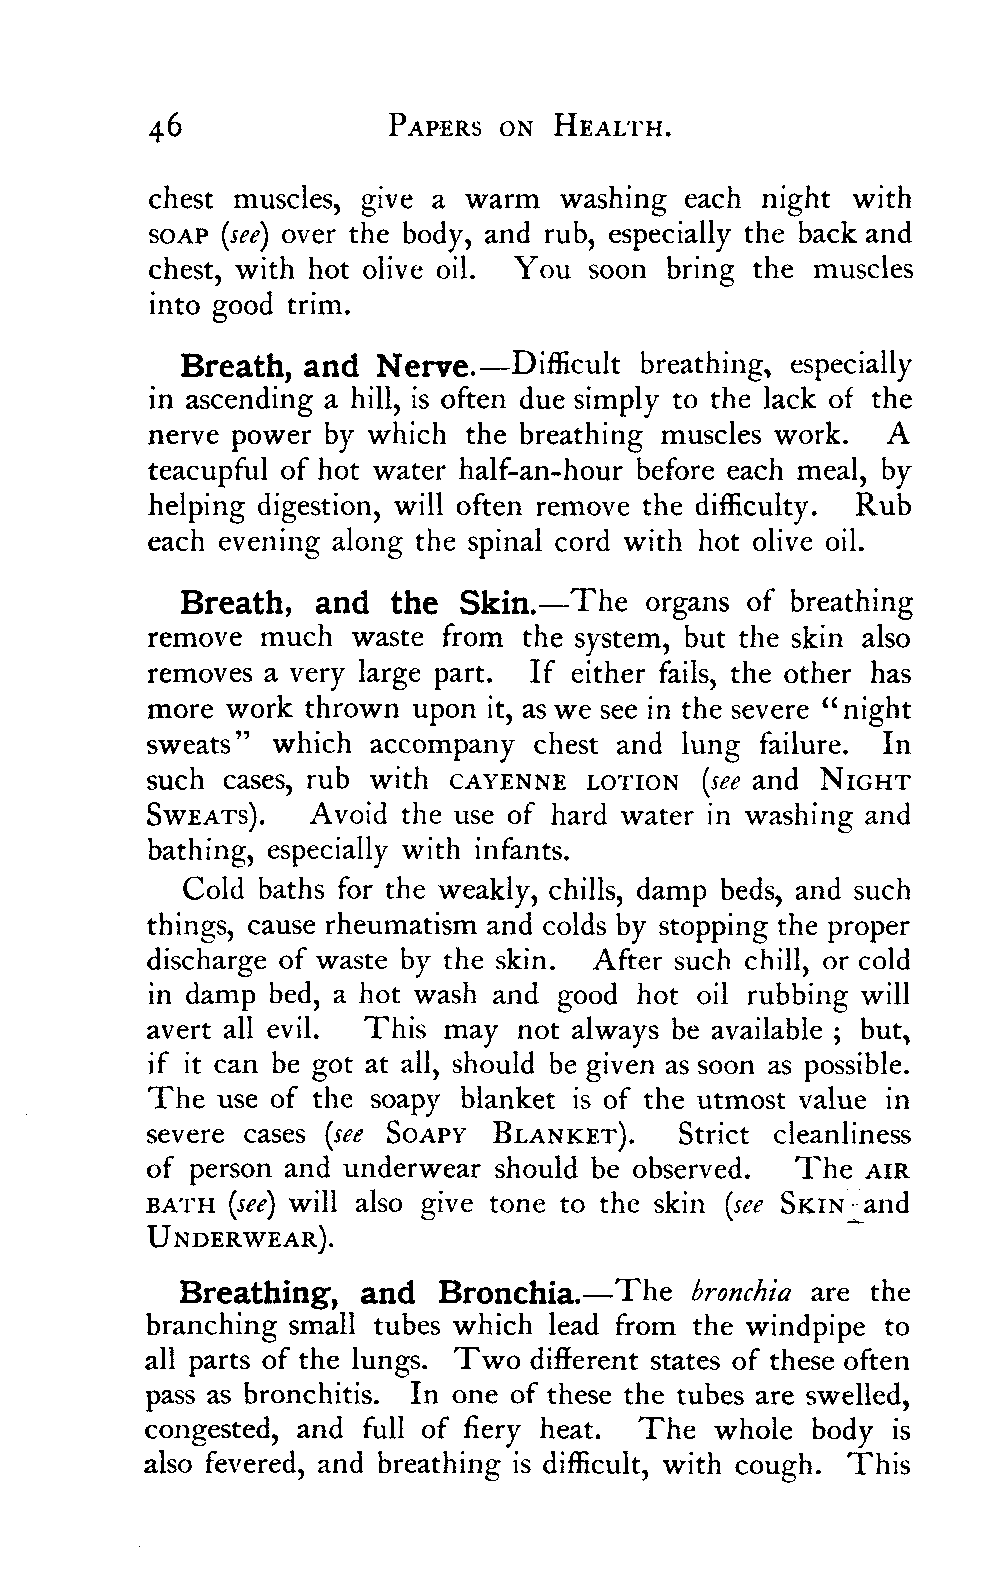 46 PAPERS ON HEALTH.
chest muscles, give a warm washing each night with
SOAP (see) over the body, and rub, especially the back and
chest, with hot olive oil. You soon bring the muscles
into good trim.
Breath, and Nerve.—Difficult breathing, especially
in ascending a hill, is often due simply to the lack of the
nerve power by which the breathing muscles work. A
teacupful of hot water half-an-hour before each meal, by
helping digestion, will often remove the difficulty. Rub
each evening along the spinal cord with hot olive oil.
Breath, and the Skin.—The organs of breathing
remove much waste from the system, but the skin also
removes a very large part. If either fails, the other has
more work thrown upon it, as we see in the severe “night
sweats” which accompany chest and lung failure. In
such cases, rub with CAYENNE LOTION (see and NIGHT
SWEATS). Avoid the use of hard water in washing and
bathing, especially with infants.
Cold baths for the weakly, chills, damp beds, and such
things, cause rheumatism and colds by stopping the proper
discharge of waste by the skin. After such chill, or cold
in damp bed, a hot wash and good hot oil rubbing will
avert all evil. This may not always be available ; but,
if it can be got at all, should be given as soon as possible.
The use of the soapy blanket is of the utmost value in
severe cases (see SOAPY BLANKET). Strict cleanliness
of person and underwear should be observed. The AIR
BATH (see) will also give tone to the skin (see SKIN and
UNDERWEAR).
Breathing, and Bronchia.—The bronchia are the
branching small tubes which lead from the windpipe to
all parts of the lungs. Two different states of these often
pass as bronchitis. In one of these the tubes are swelled,
congested, and full of fiery heat. The whole body is
also fevered, and breathing is difficult, with cough. This